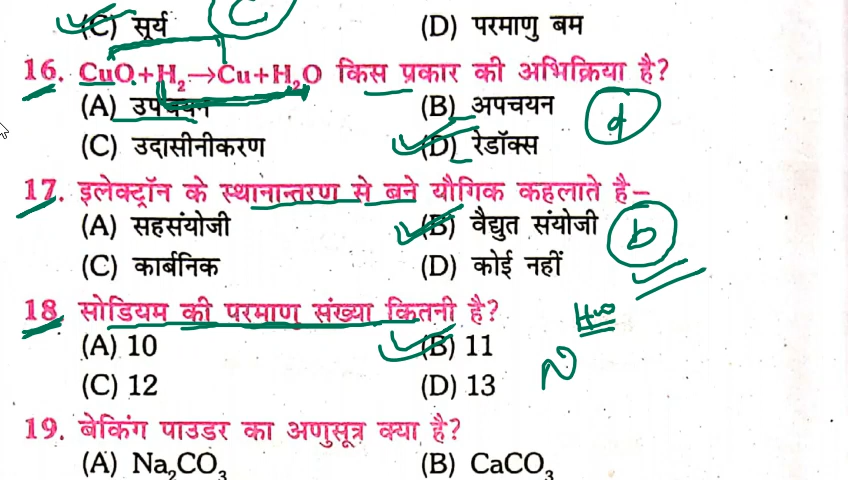 (C) सूर्य (D) परमाणु बम
C
16. CuO+H₂→Cu+H₂O किस प्रकार की अभिक्रिया है?
(A) उपचयन (B) अपचयन
d
(C) उदासीनीकरण (D) रेडॉक्स
17. इलेक्ट्रॉन के स्थानान्तरण से बने यौगिक कहलाते है–
(A) सहसंयोजी (B) वैद्युत संयोजी
b
(C) कार्बनिक (D) कोई नहीं
18. सोडियम की परमाणु संख्या कितनी है?
(A) 10 (B) 11
(C) 12 (D) 13
19. बेकिंग पाउडर का अणुसूत्र क्या है?
(A) Na₂CO₃ (B) CaCO₃